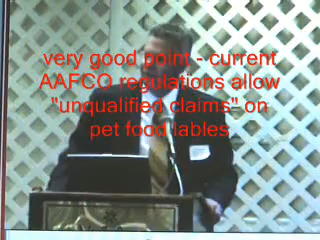 very good point - current
AAFCO regulations allow
"unqualified claims" on
pet food lables